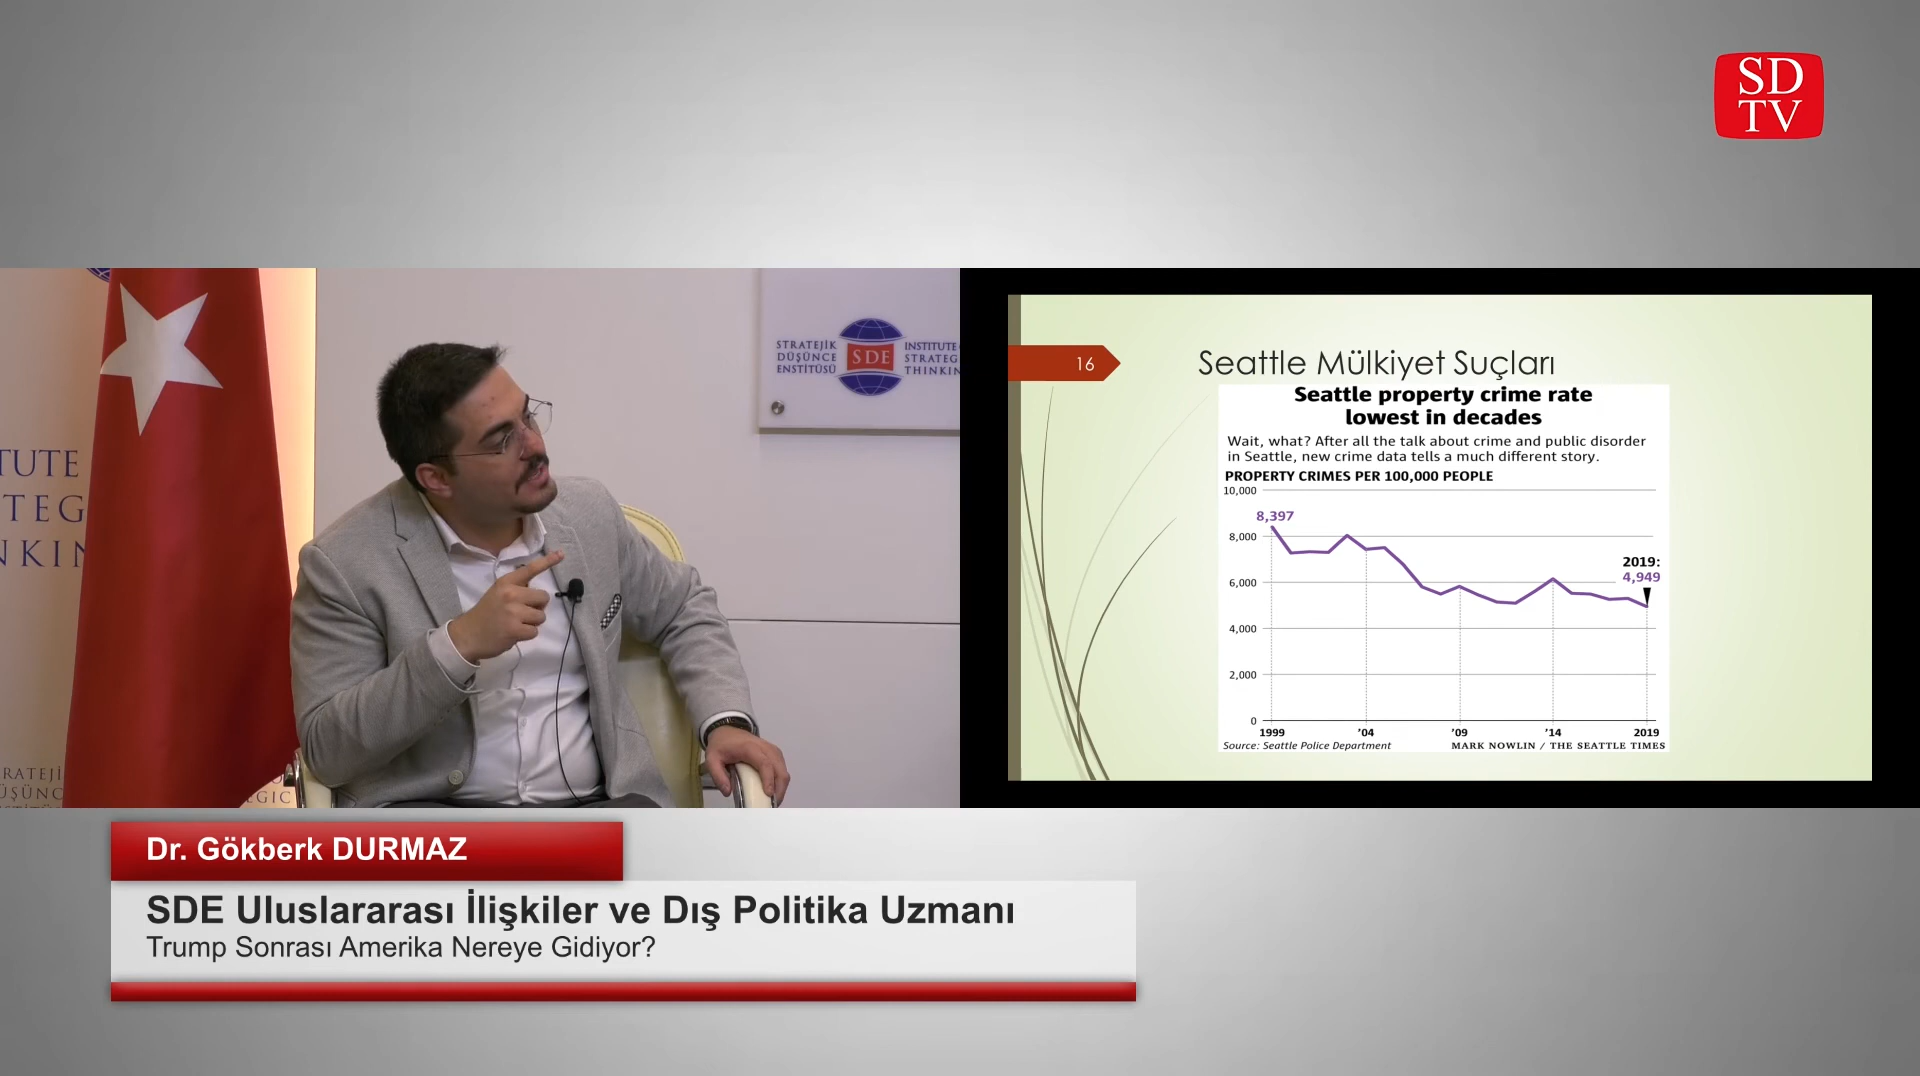 SD
TV
TUTE
TEG
NKIN
RATEJİ
ÜŞÜNC
EGIC
STRATEJİK
DÜŞÜNCE
ENSTİTÜSÜ
SDE
INSTITUTE
STRATEG
THINKIN
16
Seattle Mülkiyet Suçları
Seattle property crime rate
lowest in decades
Wait, what? After all the talk about crime and public disorder
in Seattle, new crime data tells a much different story.
PROPERTY CRIMES PER 100,000 PEOPLE
10,000
8,397
8,000
2019:
4,949
6,000
4,000
2,000
0
1999 ’04 ’09 ’14 2019
Source: Seattle Police Department MARK NOWLIN / THE SEATTLE TIMES
Dr. Gökberk DURMAZ
SDE Uluslararası İlişkiler ve Dış Politika Uzmanı
Trump Sonrası Amerika Nereye Gidiyor?